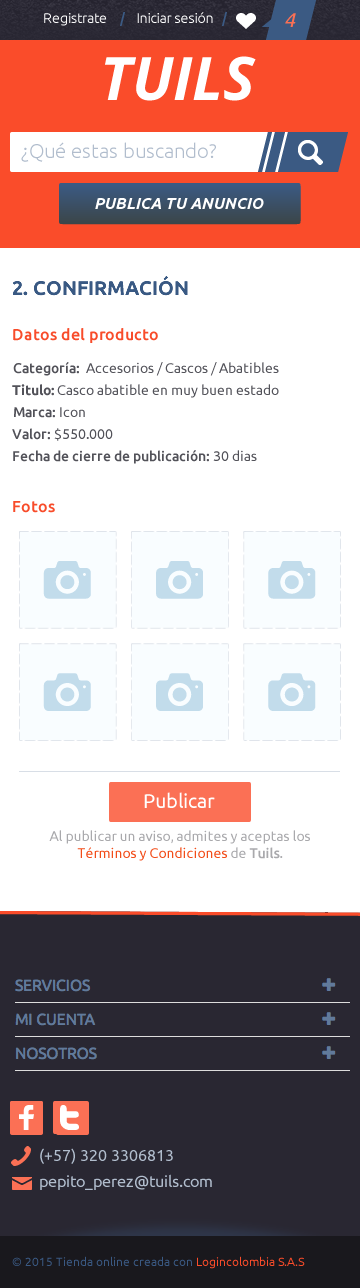 Registrate / Iniciar sesión / 4
TUILS
¿Qué estas buscando?
PUBLICA TU ANUNCIO
2. CONFIRMACIÓN
Datos del producto
Categoría: Accesorios / Cascos / Abatibles
Titulo: Casco abatible en muy buen estado
Marca: Icon
Valor: $550.000
Fecha de cierre de publicación: 30 dias
Fotos
Publicar
Al publicar un aviso, admites y aceptas los
Términos y Condiciones de Tuils.
SERVICIOS
MI CUENTA
NOSOTROS
(+57) 320 3306813
pepito_perez@tuils.com
© 2015 Tienda online creada con Logincolombia S.A.S